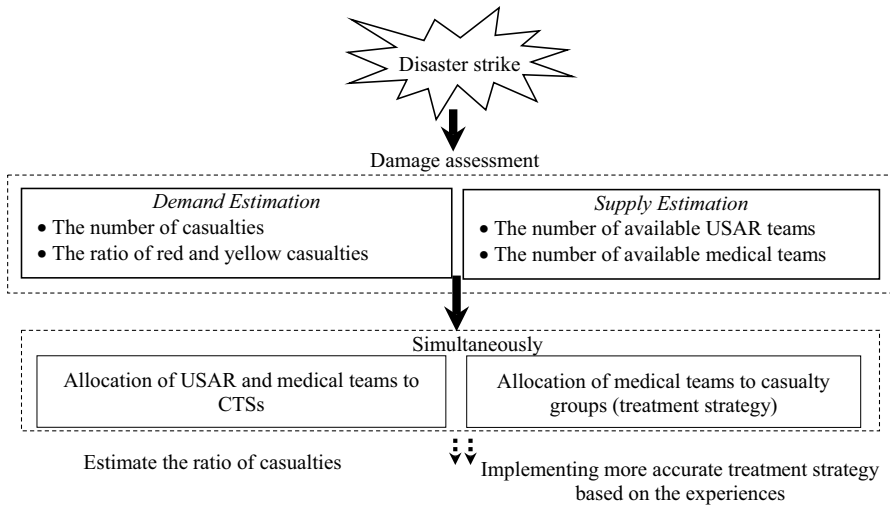 Disaster strike
Damage assessment
Demand Estimation
• The number of casualties
• The ratio of red and yellow casualties
Supply Estimation
• The number of available USAR teams
• The number of available medical teams
Simultaneously
Allocation of USAR and medical teams to
CTSs
Allocation of medical teams to casualty
groups (treatment strategy)
Estimate the ratio of casualties
Implementing more accurate treatment strategy
based on the experiences